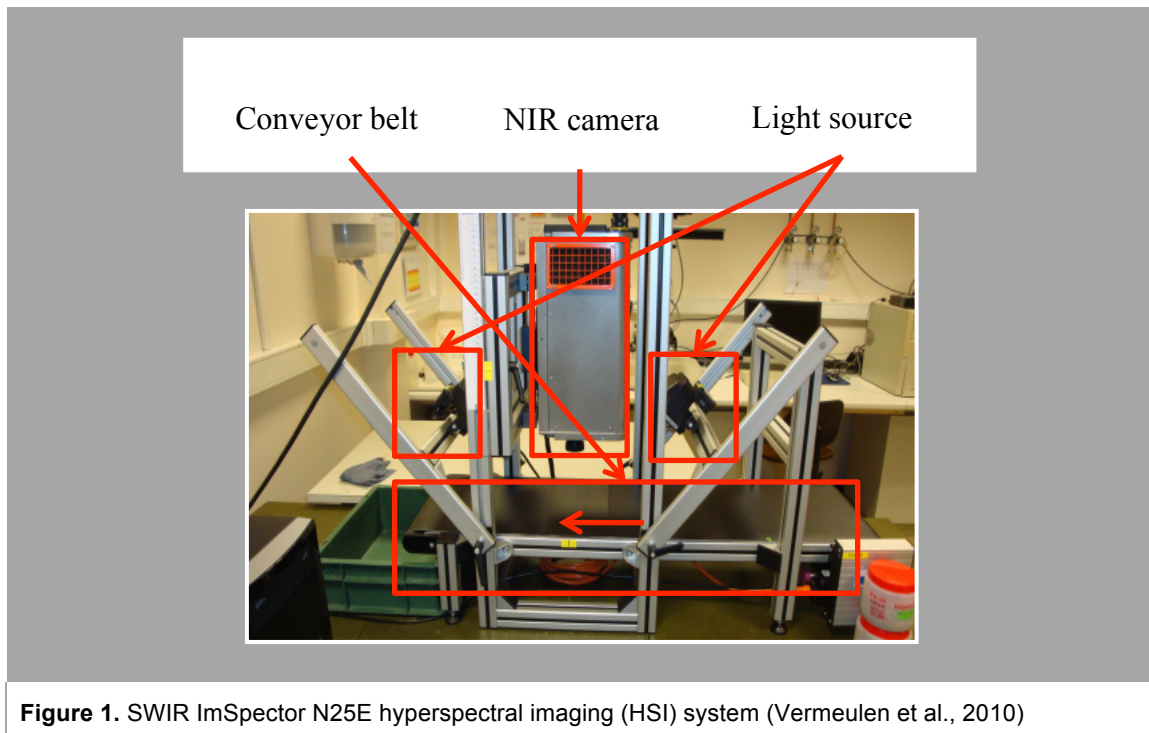 Conveyor belt NIR camera Light source
Figure 1. SWIR ImSpector N25E hyperspectral imaging (HSI) system (Vermeulen et al., 2010)